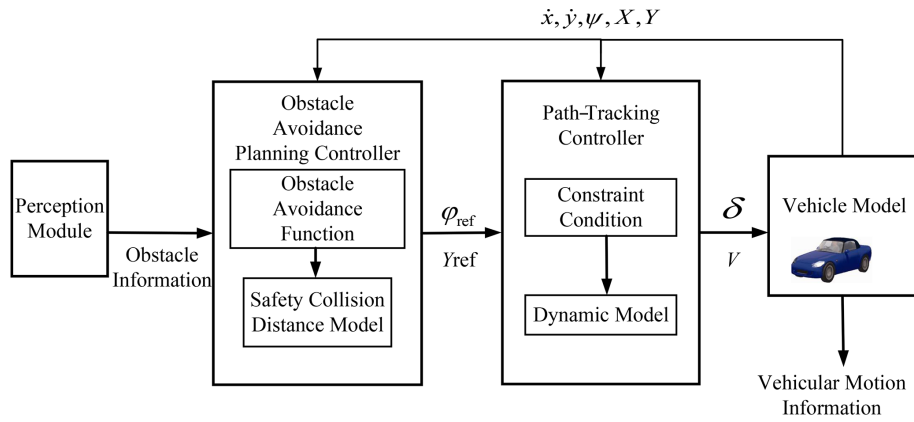 ẋ, ẏ, ψ, X, Y
Obstacle
Avoidance
Planning Controller
Obstacle
Avoidance
Function
Safety Collision
Distance Model
Perception
Module
Obstacle
Information
φref
Yref
Path-Tracking
Controller
Constraint
Condition
Dynamic Model
δ
V
Vehicle Model
Vehicular Motion
Information